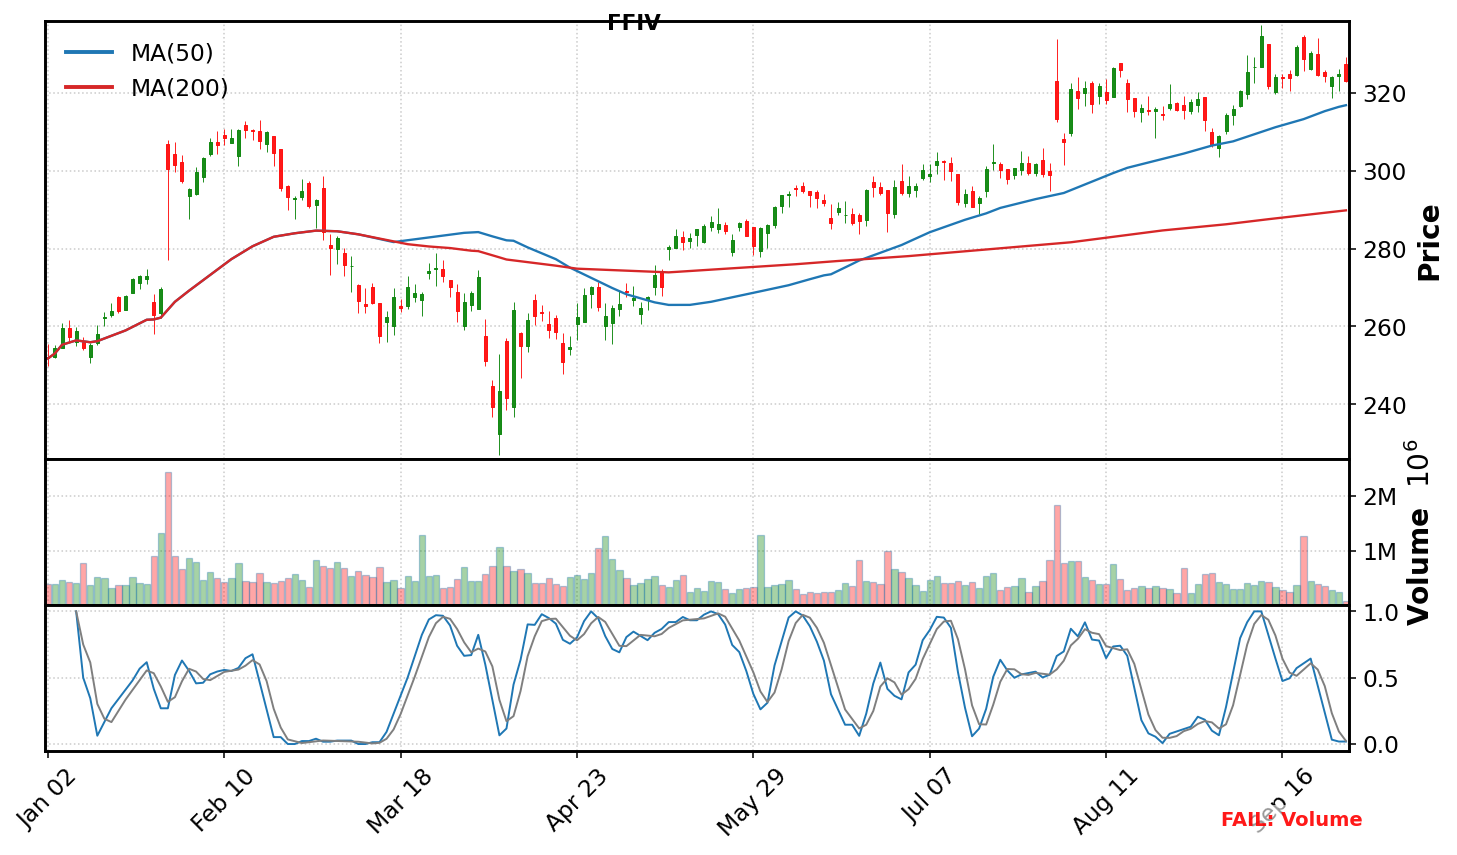 FFIV
MA(50)
MA(200)
320
300
280
260
240
Price
2M
1M
Volume 10⁶
1.0
0.5
0.0
Jan 02
Feb 10
Mar 18
Apr 23
May 29
Jul 07
Aug 11
Sep 16
FAIL: Volume